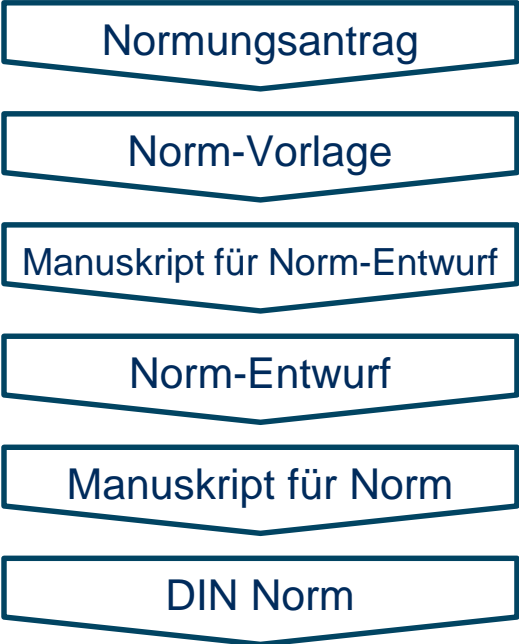 Normungsantrag
Norm-Vorlage
Manuskript für Norm-Entwurf
Norm-Entwurf
Manuskript für Norm
DIN Norm